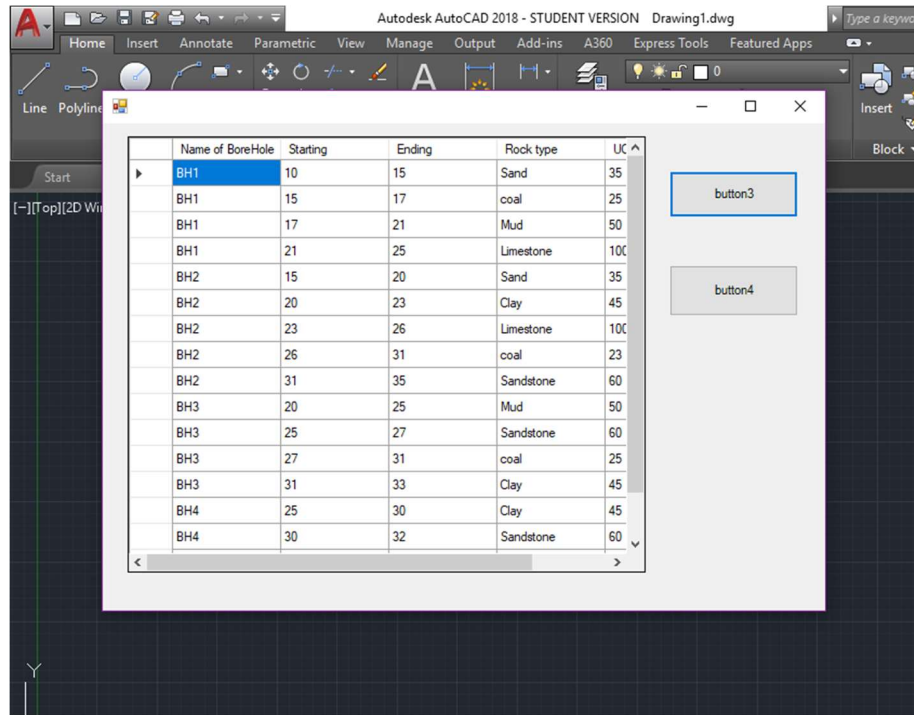 Autodesk AutoCAD 2018 - STUDENT VERSION Drawing1.dwg
Home Insert Annotate Parametric View Manage Output Add-ins A360 Express Tools Featured Apps
0
Line Insert
Block
Start
[−][Top]
Name of BoreHole Starting Ending Rock type
BH1 10 15 Sand 35
BH1 15 17 coal 25
BH1 17 21 Mud 50
BH1 21 25 Limestone 100
BH2 15 20 Sand 35
BH2 20 23 Clay 45
BH2 23 26 Limestone 100
BH2 26 31 coal 23
BH2 31 35 Sandstone 60
BH3 20 25 Mud 50
BH3 25 27 Sandstone 60
BH3 27 31 coal 25
BH3 31 33 Clay 45
BH4 25 30 Clay 45
BH4 30 32 Sandstone 60
button3
button4
Y